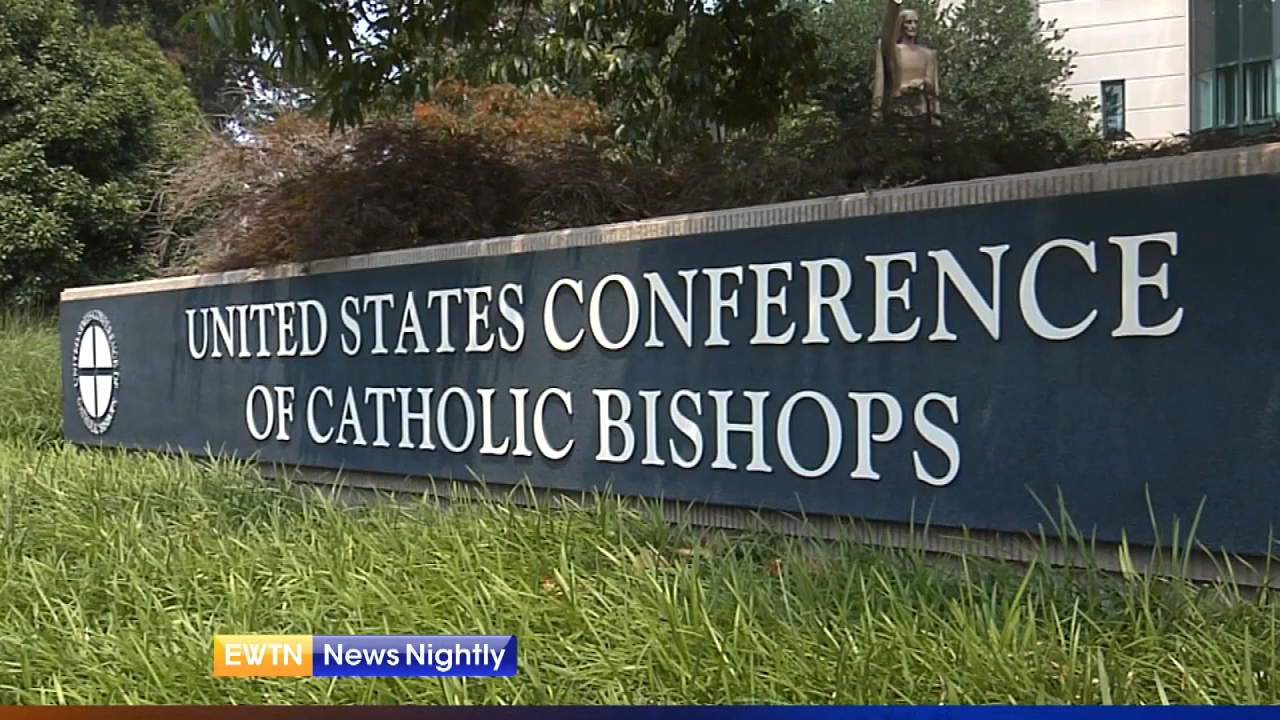 UNITED STATES CONFERENCE
OF CATHOLIC BISHOPS
EWTN News Nightly